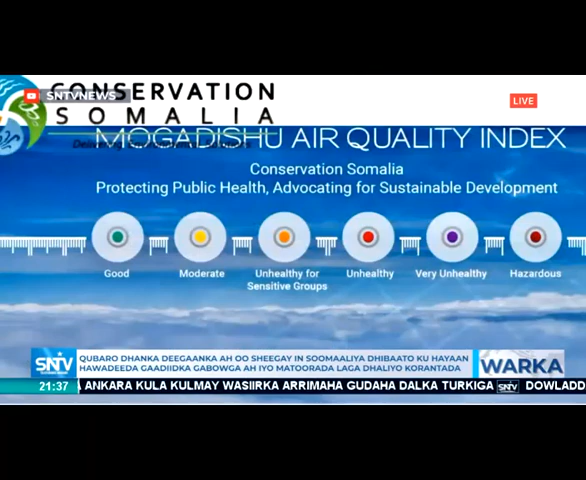 CONSERVATION
SNTVNEWS
LIVE
SOMALIA
MOGADISHU AIR QUALITY INDEX
Conservation Somalia
Protecting Public Health, Advocating for Sustainable Development
Good
Moderate
Unhealthy for
Sensitive Groups
Unhealthy
Very Unhealthy
Hazardous
SNTV
QUBARO DHANKA DEEGAANKA AH OO SHEEGAY IN SOOMAALIYA DHIBAATO KU HAYAAN
HAWADEEDA GAADIIDKA GABOWGA AH IYO MATOORADA LAGA DHALIYO KORANTADA
WARKA
21:37
ANKARA KULA KULMAY WASIIRKA ARRIMAHA GUDAHA DALKA TURKIGA SNTV DOWLADD